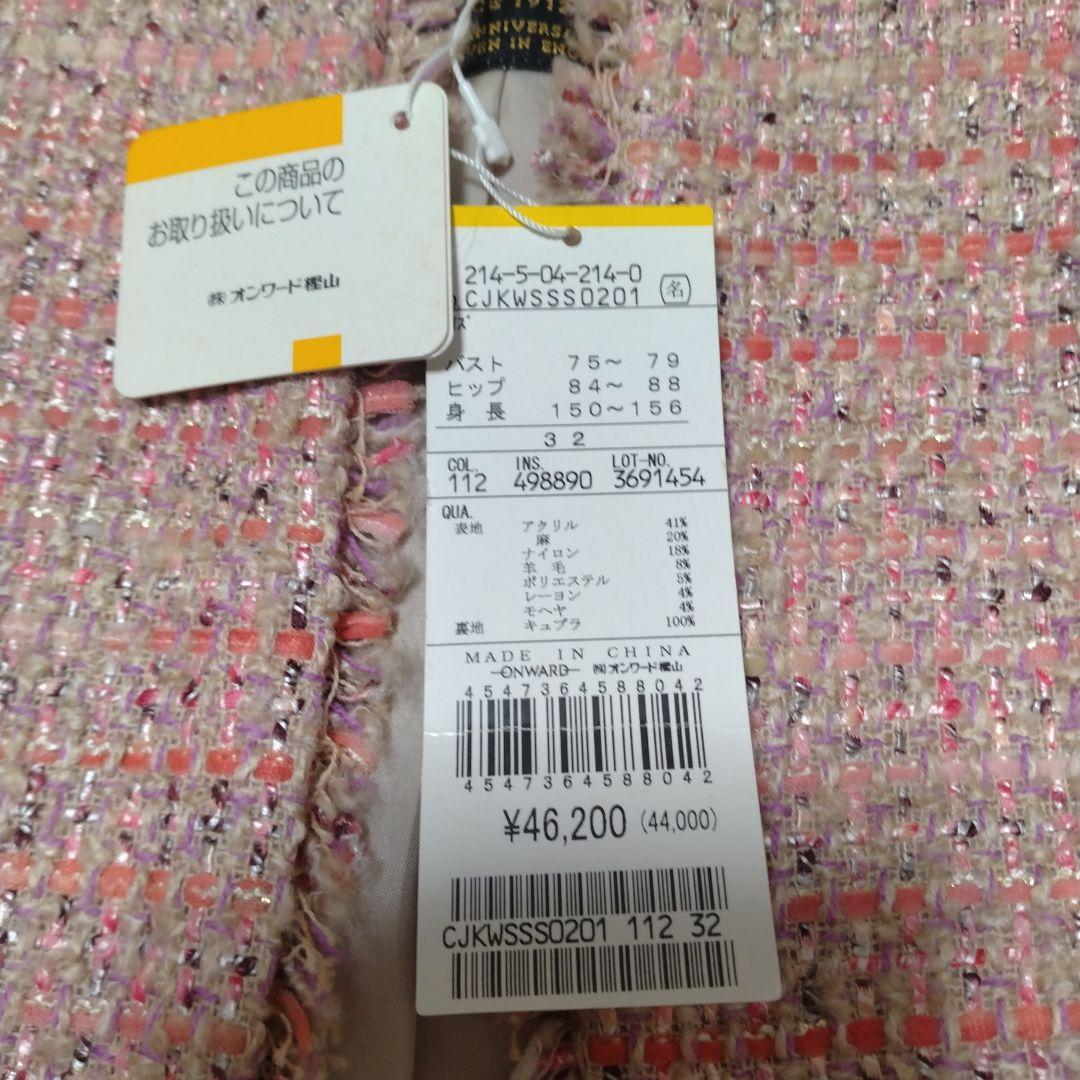 1912
ANNIVERSA
IN EN
この商品の
お取り扱いについて
㈱オンワード樫山
214-5-04-214-0
CJKWSSS0201 名
バスト 75～ 79
ヒップ 84～ 88
身長 150～156
32
COL. INS. LOT-NO.
112 498890 3691454
QUA.
表地 アクリル 41%
麻 20%
ナイロン 18%
羊毛 8%
ポリエステル 5%
レーヨン 4%
モヘヤ 4%
裏地 キュプラ 100%
MADE IN CHINA
ONWARD ㈱オンワード樫山
4547364588042
4547364588042
¥46,200 (44,000)
CJKWSSS0201 112 32